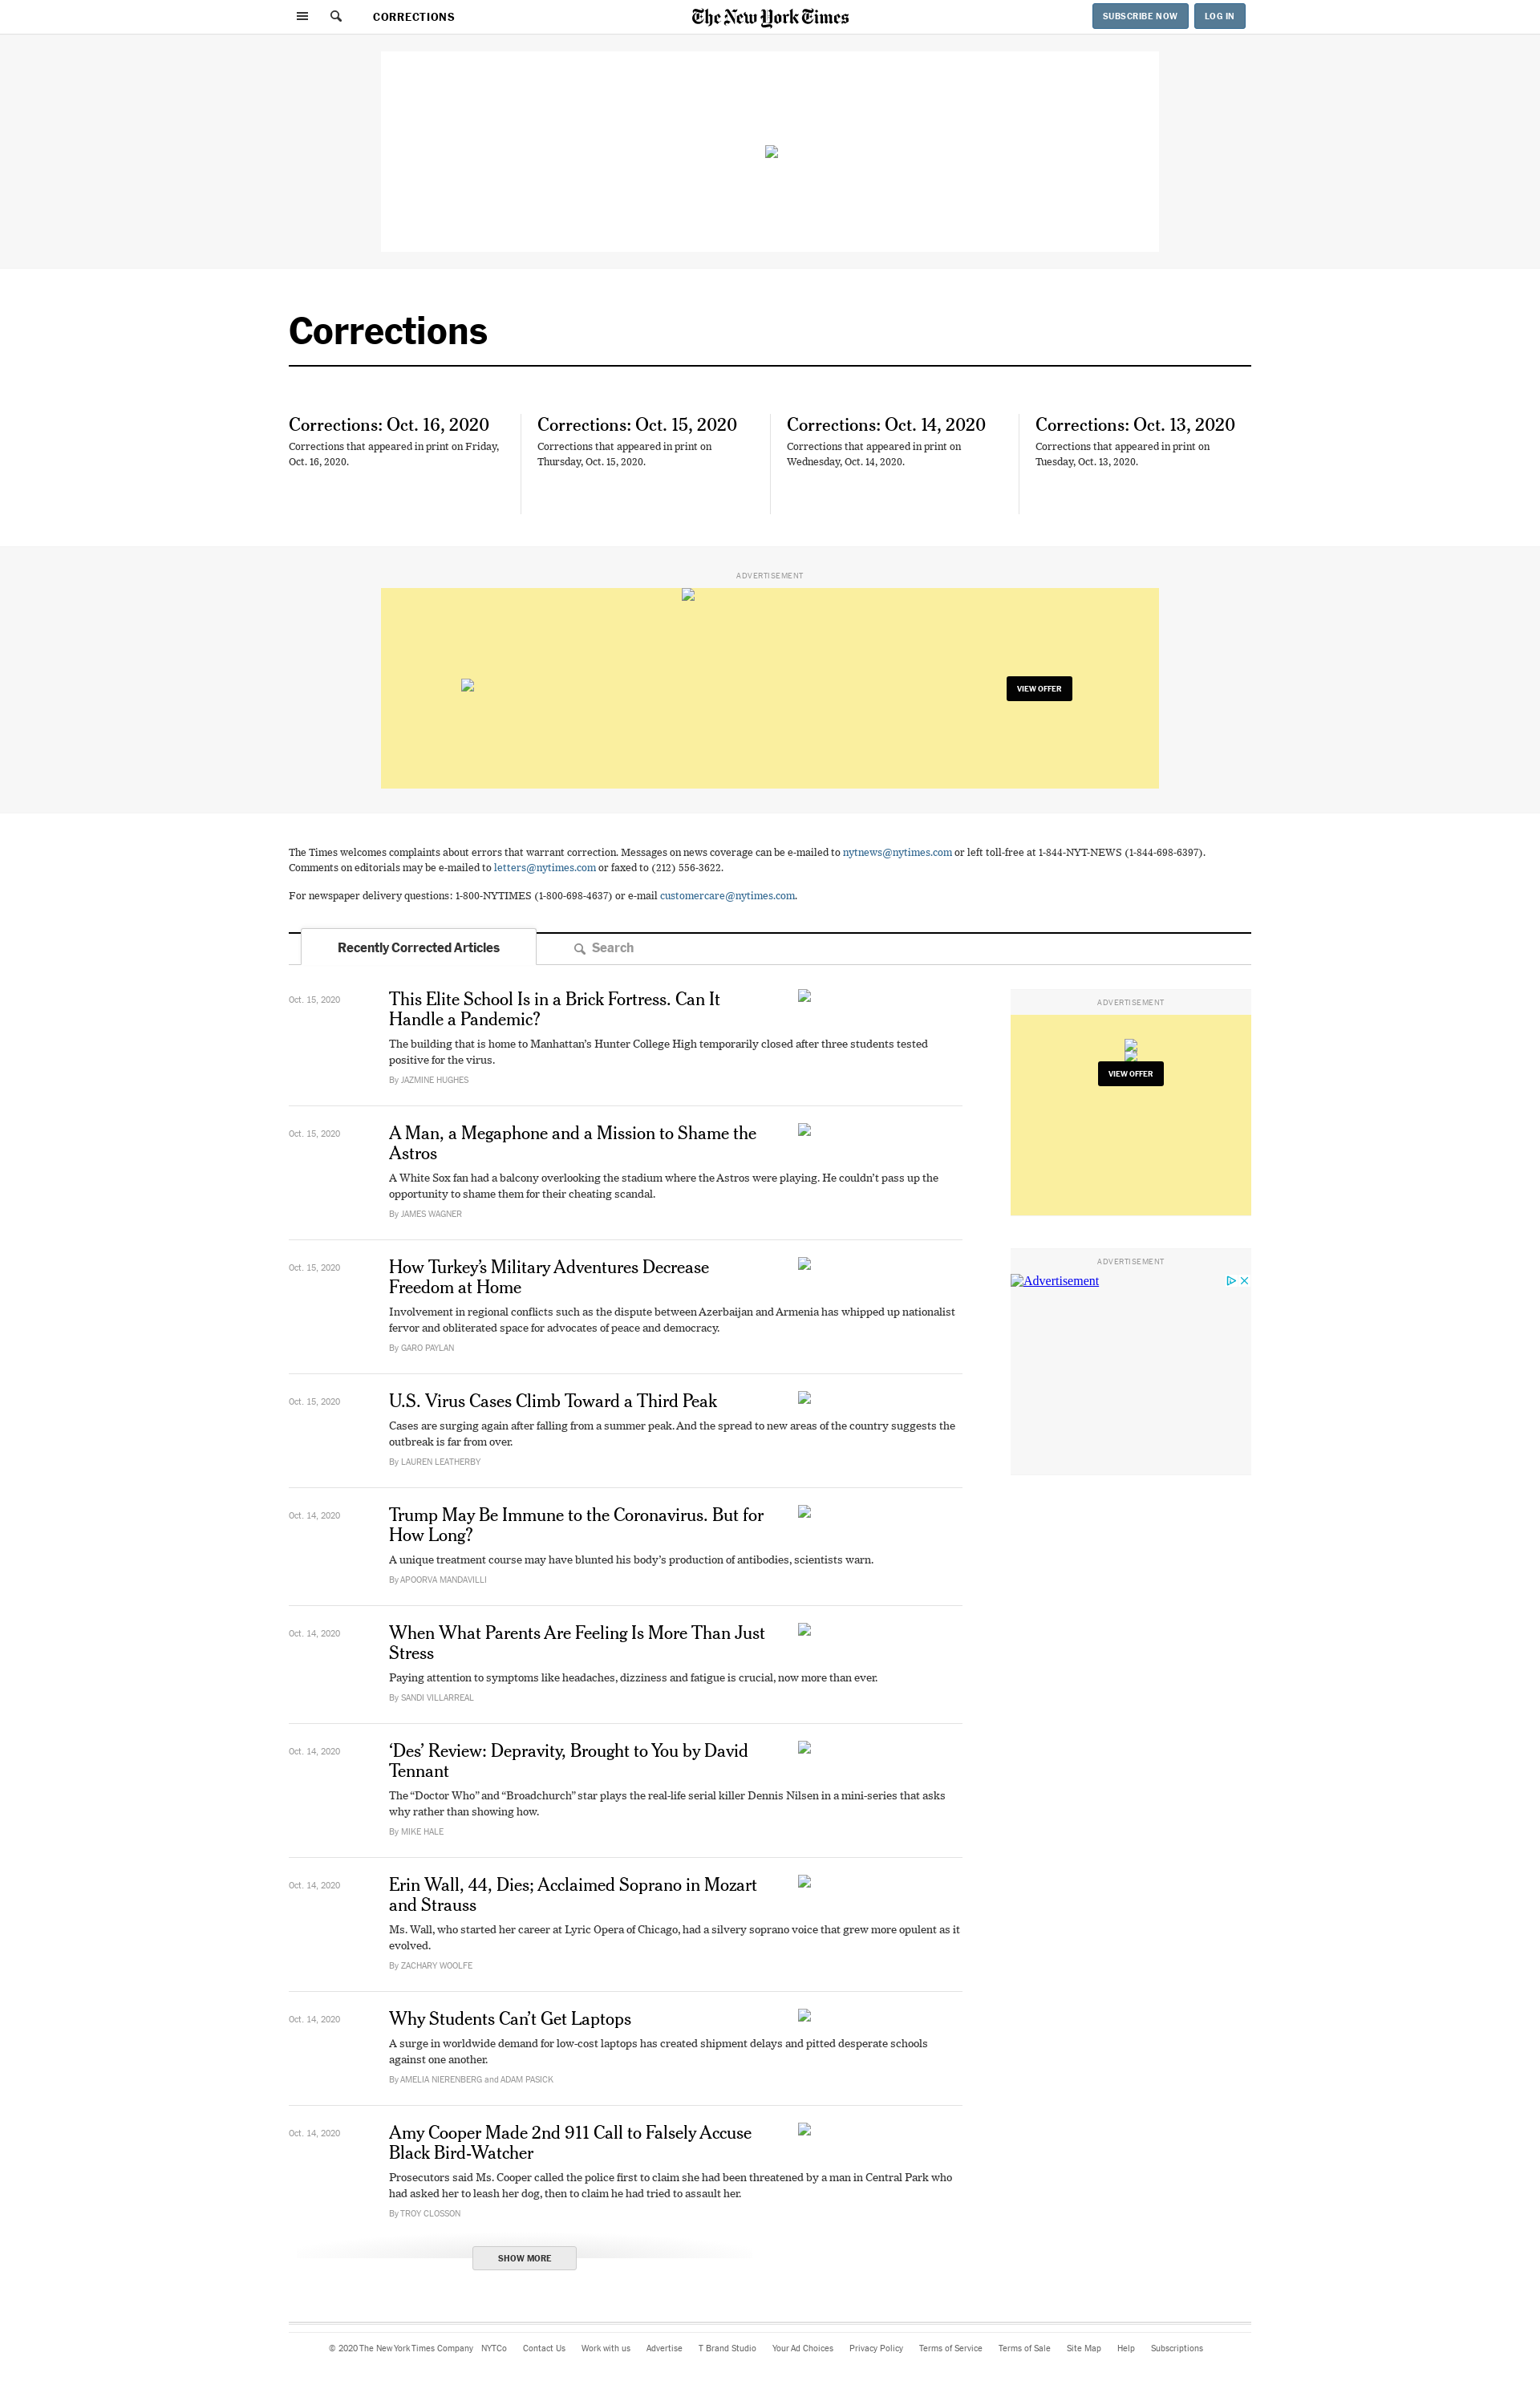 CORRECTIONS
The New York Times
SUBSCRIBE NOW
LOG IN
Corrections
Corrections: Oct. 16, 2020
Corrections that appeared in print on Friday,
Oct. 16, 2020.
Corrections: Oct. 15, 2020
Corrections that appeared in print on
Thursday, Oct. 15, 2020.
Corrections: Oct. 14, 2020
Corrections that appeared in print on
Wednesday, Oct. 14, 2020.
Corrections: Oct. 13, 2020
Corrections that appeared in print on
Tuesday, Oct. 13, 2020.
ADVERTISEMENT
VIEW OFFER
The Times welcomes complaints about errors that warrant correction. Messages on news coverage can be e-mailed to nytnews@nytimes.com or left toll-free at 1-844-NYT-NEWS (1-844-698-6397).
Comments on editorials may be e-mailed to letters@nytimes.com or faxed to (212) 556-3622.
For newspaper delivery questions: 1-800-NYTIMES (1-800-698-4637) or e-mail customercare@nytimes.com.
Recently Corrected Articles
Search
Oct. 15, 2020
This Elite School Is in a Brick Fortress. Can It
Handle a Pandemic?
The building that is home to Manhattan’s Hunter College High temporarily closed after three students tested
positive for the virus.
By JAZMINE HUGHES
Oct. 15, 2020
A Man, a Megaphone and a Mission to Shame the
Astros
A White Sox fan had a balcony overlooking the stadium where the Astros were playing. He couldn’t pass up the
opportunity to shame them for their cheating scandal.
By JAMES WAGNER
Oct. 15, 2020
How Turkey’s Military Adventures Decrease
Freedom at Home
Involvement in regional conflicts such as the dispute between Azerbaijan and Armenia has whipped up nationalist
fervor and obliterated space for advocates of peace and democracy.
By GARO PAYLAN
Oct. 15, 2020
U.S. Virus Cases Climb Toward a Third Peak
Cases are surging again after falling from a summer peak. And the spread to new areas of the country suggests the
outbreak is far from over.
By LAUREN LEATHERBY
Oct. 14, 2020
Trump May Be Immune to the Coronavirus. But for
How Long?
A unique treatment course may have blunted his body’s production of antibodies, scientists warn.
By APOORVA MANDAVILLI
Oct. 14, 2020
When What Parents Are Feeling Is More Than Just
Stress
Paying attention to symptoms like headaches, dizziness and fatigue is crucial, now more than ever.
By SANDI VILLARREAL
Oct. 14, 2020
‘Des’ Review: Depravity, Brought to You by David
Tennant
The “Doctor Who” and “Broadchurch” star plays the real-life serial killer Dennis Nilsen in a mini-series that asks
why rather than showing how.
By MIKE HALE
Oct. 14, 2020
Erin Wall, 44, Dies; Acclaimed Soprano in Mozart
and Strauss
Ms. Wall, who started her career at Lyric Opera of Chicago, had a silvery soprano voice that grew more opulent as it
evolved.
By ZACHARY WOOLFE
Oct. 14, 2020
Why Students Can’t Get Laptops
A surge in worldwide demand for low-cost laptops has created shipment delays and pitted desperate schools
against one another.
By AMELIA NIERENBERG and ADAM PASICK
Oct. 14, 2020
Amy Cooper Made 2nd 911 Call to Falsely Accuse
Black Bird-Watcher
Prosecutors said Ms. Cooper called the police first to claim she had been threatened by a man in Central Park who
had asked her to leash her dog, then to claim he had tried to assault her.
By TROY CLOSSON
SHOW MORE
ADVERTISEMENT
VIEW OFFER
ADVERTISEMENT
Advertisement
© 2020 The New York Times Company NYTCo Contact Us Work with us Advertise T Brand Studio Your Ad Choices Privacy Policy Terms of Service Terms of Sale Site Map Help Subscriptions